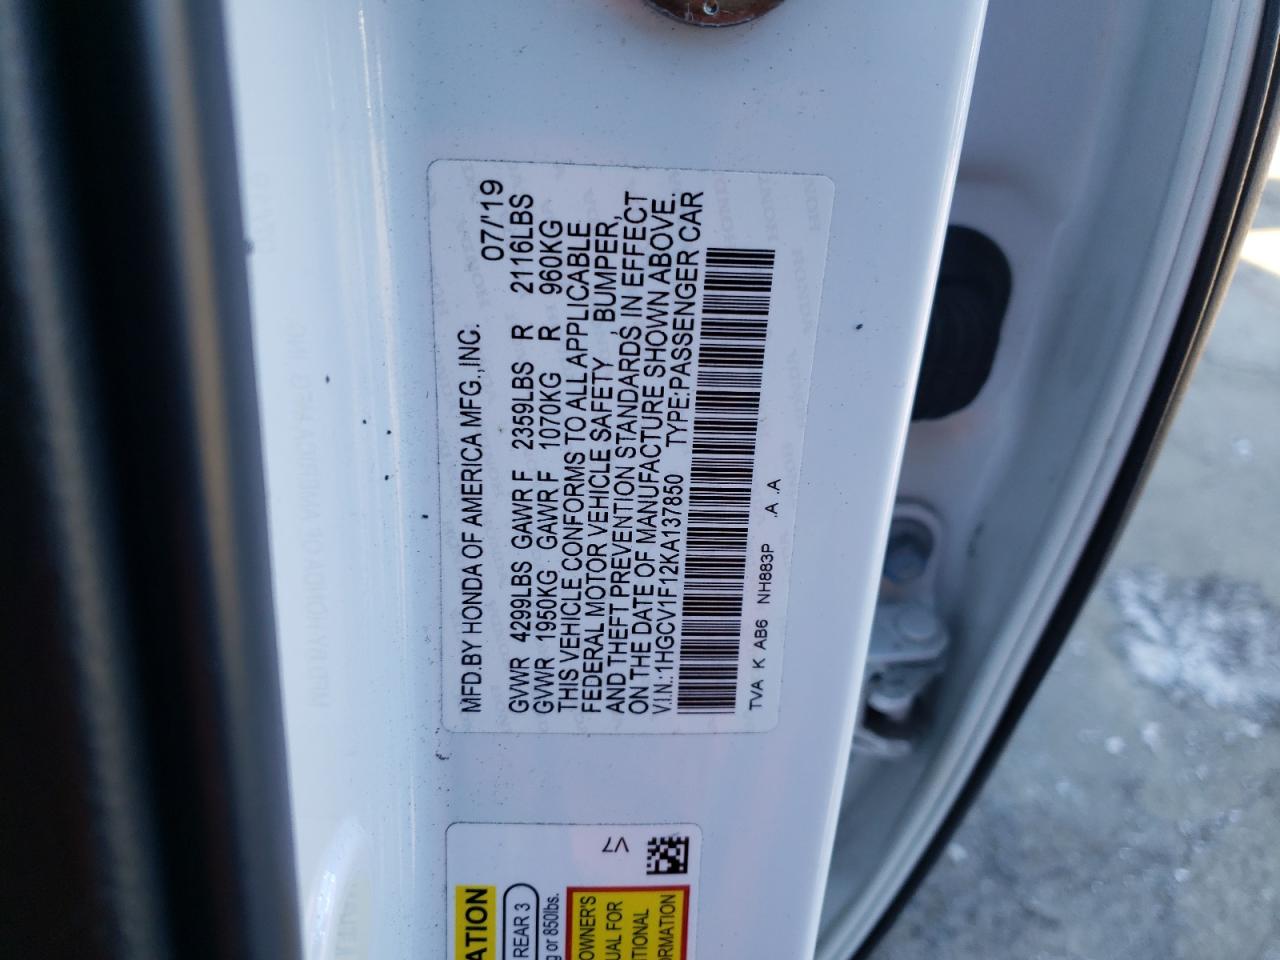 MFD.BY HONDA OF AMERICA MFG.,INC. 07/'19
GVWR 4299LBS GAWR F 2359LBS R 2116LBS
GVWR 1950KG GAWR F 1070KG R 960KG
THIS VEHICLE CONFORMS TO ALL APPLICABLE
FEDERAL MOTOR VEHICLE SAFETY ,BUMPER,
AND THEFT PREVENTION STANDARDS IN EFFECT
ON THE DATE OF MANUFACTURE SHOWN ABOVE.
V.I.N.:1HGCV1F12KA137850 TYPE:PASSENGER CAR
TVA K AB6 NH883P .A .A
V7
ATION
REAR 3
g or 850lbs.
OWNER'S
UAL FOR
TIONAL
ORMATION